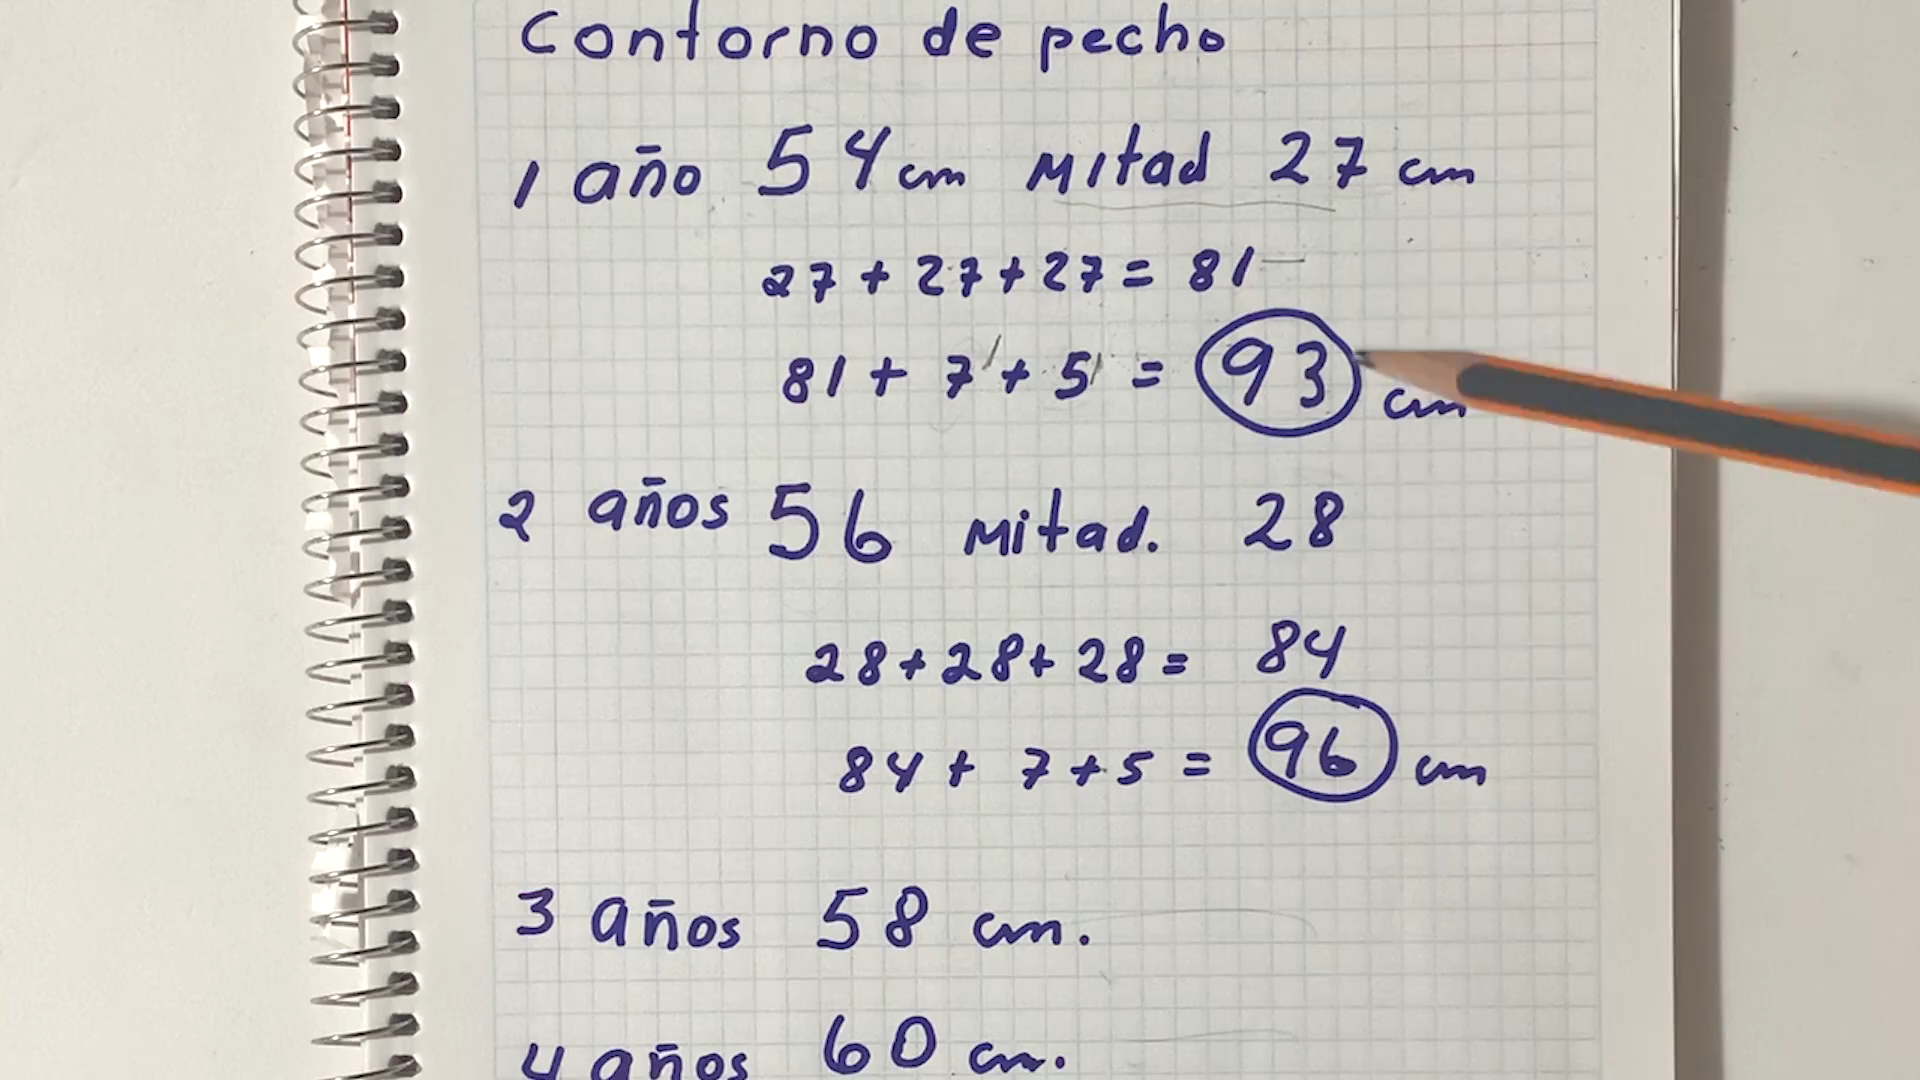 Contorno de pecho
1 año 54 cm Mitad 27 cm
27 + 27 + 27 = 81
81 + 7 + 5 = 93 cm
2 años 56 Mitad. 28
28 + 28 + 28 = 84
84 + 7 + 5 = 96 cm
3 años 58 cm.
4 años 60 cm.